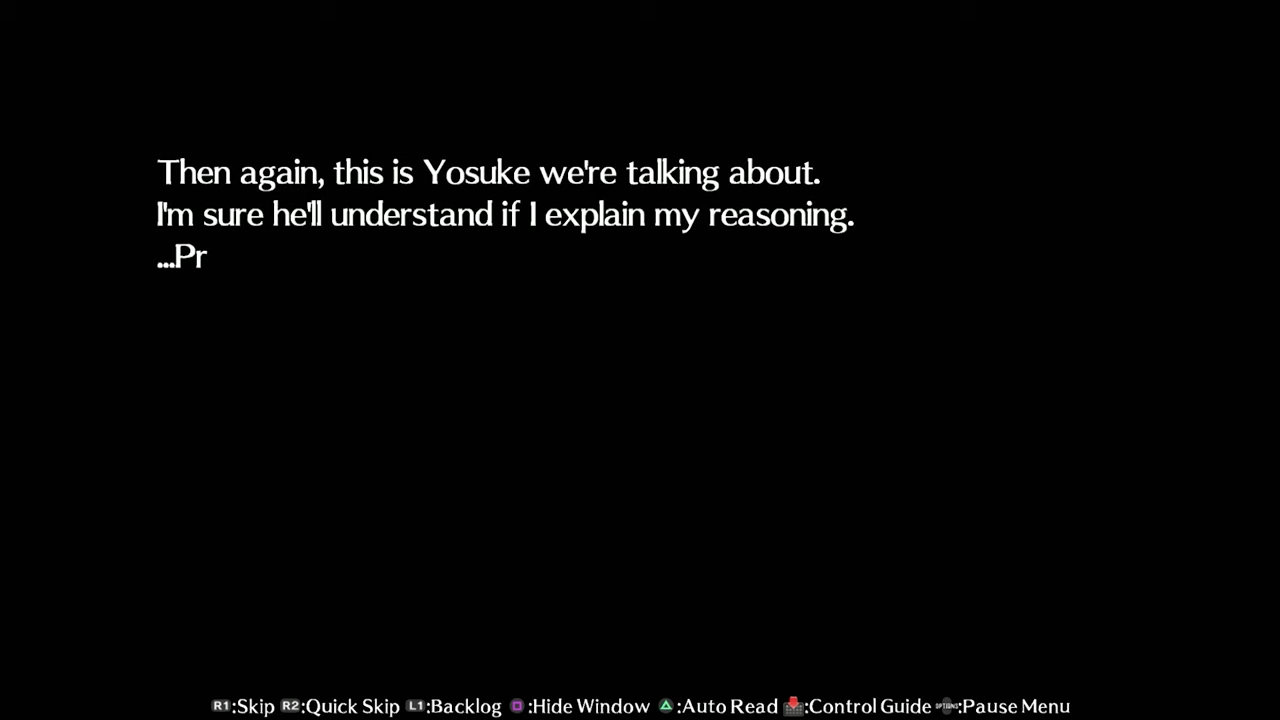 Then again, this is Yosuke we're talking about.
I'm sure he'll understand if I explain my reasoning.
...Pr
R1:Skip R2:Quick Skip L1:Backlog :Hide Window :Auto Read :Control Guide OPTIONS:Pause Menu